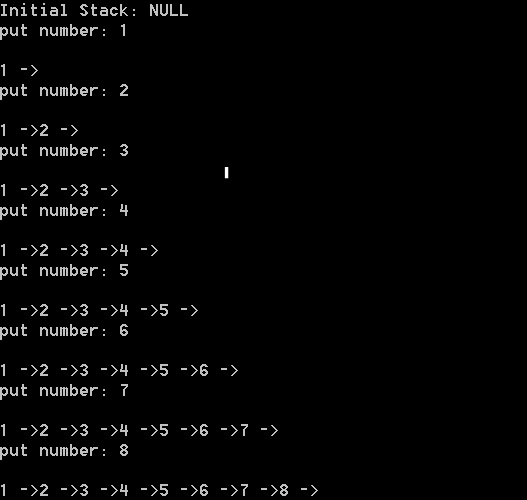 Initial Stack: NULL
put number: 1
1 ->
put number: 2
1 ->2 ->
put number: 3
1 ->2 ->3 ->
put number: 4
1 ->2 ->3 ->4 ->
put number: 5
1 ->2 ->3 ->4 ->5 ->
put number: 6
1 ->2 ->3 ->4 ->5 ->6 ->
put number: 7
1 ->2 ->3 ->4 ->5 ->6 ->7 ->
put number: 8
1 ->2 ->3 ->4 ->5 ->6 ->7 ->8 ->